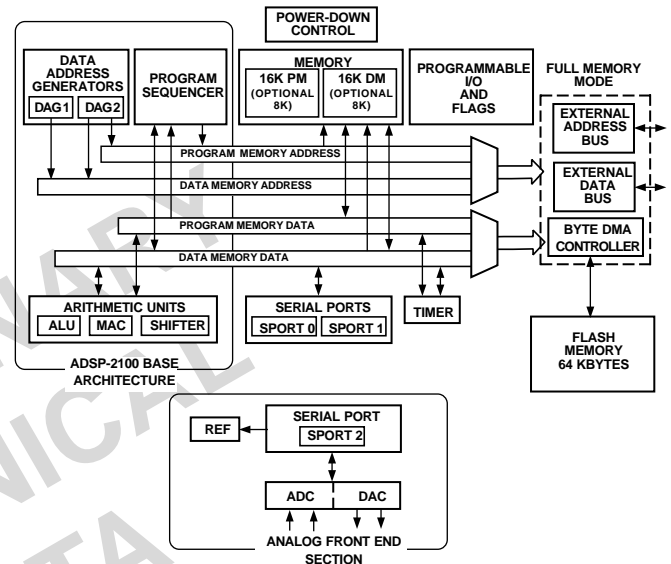 POWER-DOWN
CONTROL
DATA
ADDRESS
GENERATORS
DAG1
DAG2
PROGRAM
SEQUENCER
MEMORY
16K PM
(OPTIONAL
8K)
16K DM
(OPTIONAL
8K)
PROGRAMMABLE
I/O
AND
FLAGS
FULL MEMORY
MODE
EXTERNAL
ADDRESS
BUS
EXTERNAL
DATA
BUS
BYTE DMA
CONTROLLER
PROGRAM MEMORY ADDRESS
DATA MEMORY ADDRESS
PROGRAM MEMORY DATA
DATA MEMORY DATA
ARITHMETIC UNITS
ALU
MAC
SHIFTER
SERIAL PORTS
SPORT 0
SPORT 1
TIMER
FLASH
MEMORY
64 KBYTES
ADSP-2100 BASE
ARCHITECTURE
SERIAL PORT
SPORT 2
REF
ADC
DAC
ANALOG FRONT END
SECTION